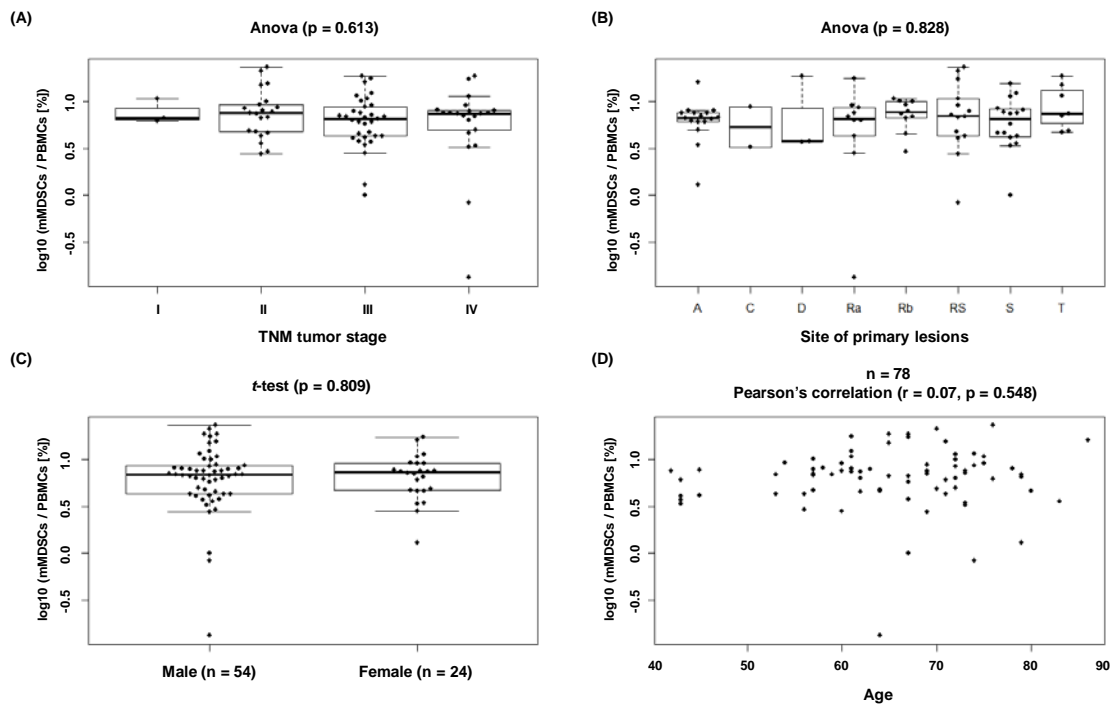 (A)
Anova (p = 0.613)
log10 (mMDSCs / PBMCs [%])
1.0
0.5
0.0
-0.5
I II III IV
TNM tumor stage
(B)
Anova (p = 0.828)
log10 (mMDSCs / PBMCs [%])
1.0
0.5
0.0
-0.5
A C D Ra Rb RS S T
Site of primary lesions
(C)
t-test (p = 0.809)
log10 (mMDSCs / PBMCs [%])
1.0
0.5
0.0
-0.5
Male (n = 54) Female (n = 24)
(D)
n = 78
Pearson's correlation (r = 0.07, p = 0.548)
log10 (mMDSCs / PBMCs [%])
1.0
0.5
0.0
-0.5
40 50 60 70 80 90
Age